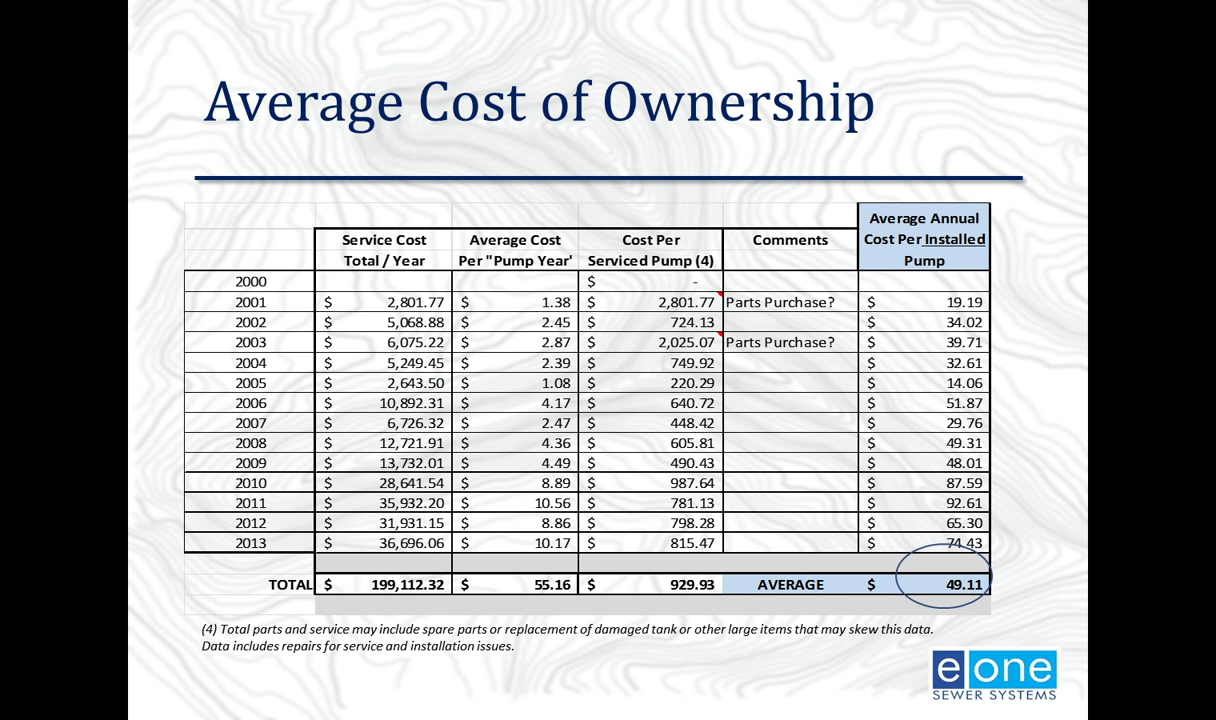 Average Cost of Ownership
Service Cost Total / Year Average Cost Per "Pump Year' Cost Per Serviced Pump (4) Comments Average Annual Cost Per Installed Pump
2000 $ -
2001 $ 2,801.77 $ 1.38 $ 2,801.77 Parts Purchase? $ 19.19
2002 $ 5,068.88 $ 2.45 $ 724.13 $ 34.02
2003 $ 6,075.22 $ 2.87 $ 2,025.07 Parts Purchase? $ 39.71
2004 $ 5,249.45 $ 2.39 $ 749.92 $ 32.61
2005 $ 2,643.50 $ 1.08 $ 220.29 $ 14.06
2006 $ 10,892.31 $ 4.17 $ 640.72 $ 51.87
2007 $ 6,726.32 $ 2.47 $ 448.42 $ 29.76
2008 $ 12,721.91 $ 4.36 $ 605.81 $ 49.31
2009 $ 13,732.01 $ 4.49 $ 490.43 $ 48.01
2010 $ 28,641.54 $ 8.89 $ 987.64 $ 87.59
2011 $ 35,932.20 $ 10.56 $ 781.13 $ 92.61
2012 $ 31,931.15 $ 8.86 $ 798.28 $ 65.30
2013 $ 36,696.06 $ 10.17 $ 815.47 $ 74.43
TOTAL $ 199,112.32 $ 55.16 $ 929.93 AVERAGE $ 49.11
(4) Total parts and service may include spare parts or replacement of damaged tank or other large items that may skew this data.
Data includes repairs for service and installation issues.
e one
SEWER SYSTEMS